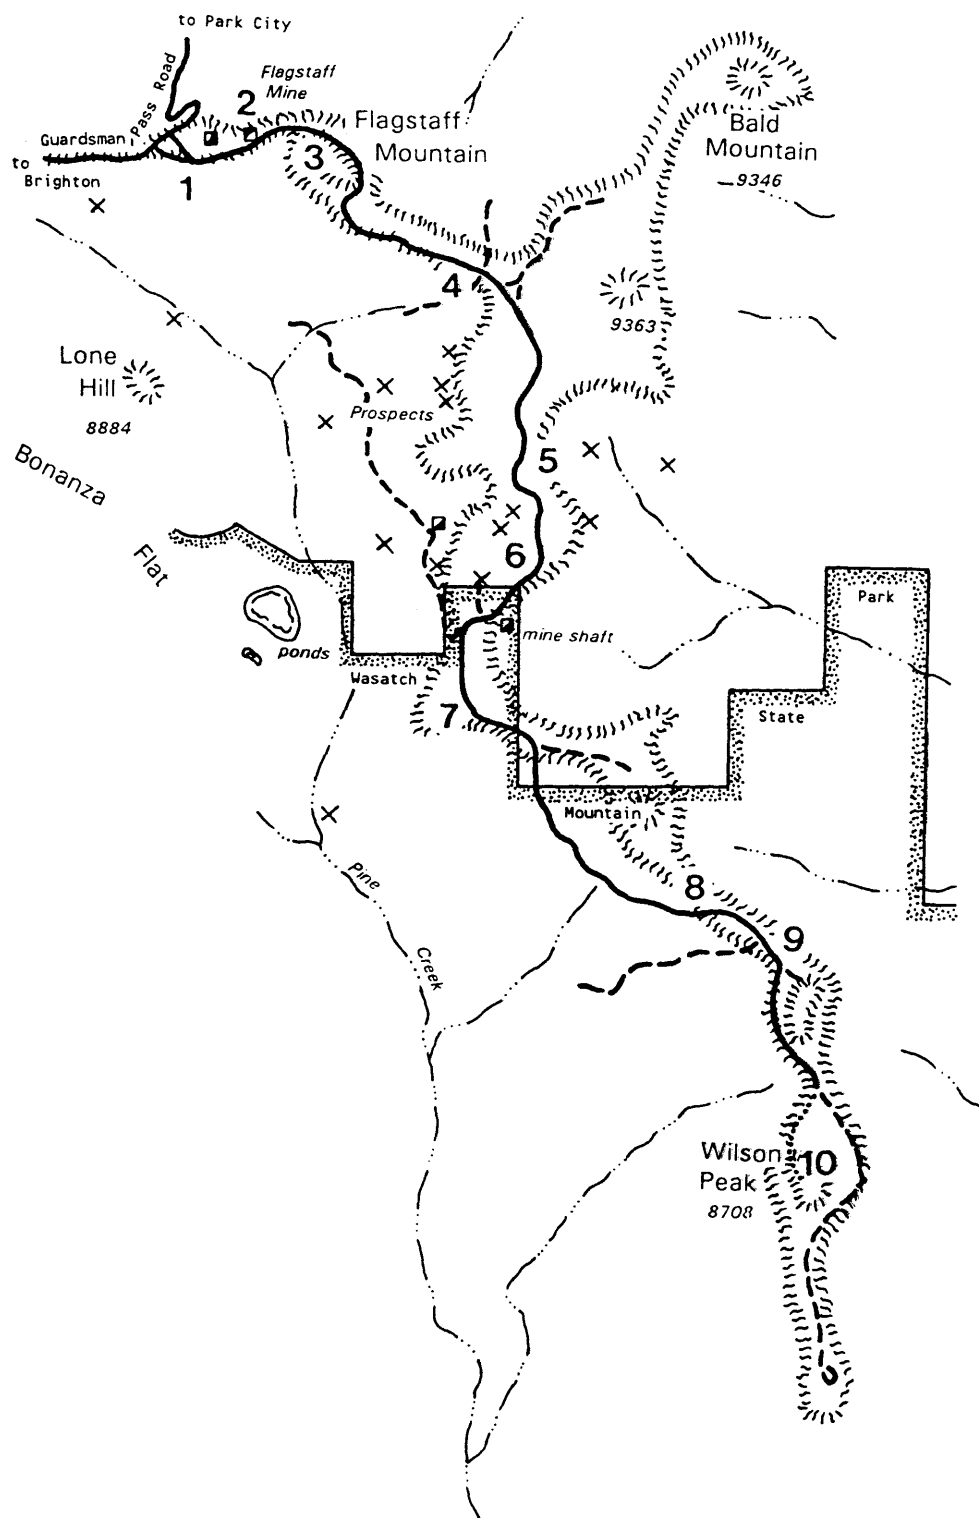 to Park City
Flagstaff
Mine
Pass Road
2
Guardsman
Flagstaff
Mountain
Bald
Mountain
9346
to
Brighton
1
3
4
9363
Lone
Hill
8884
Prospects
5
Bonanza
Flat
6
Park
mine shaft
ponds
Wasatch
7
State
Mountain
Pine
Creek
8
9
Wilson
Peak
8708
10